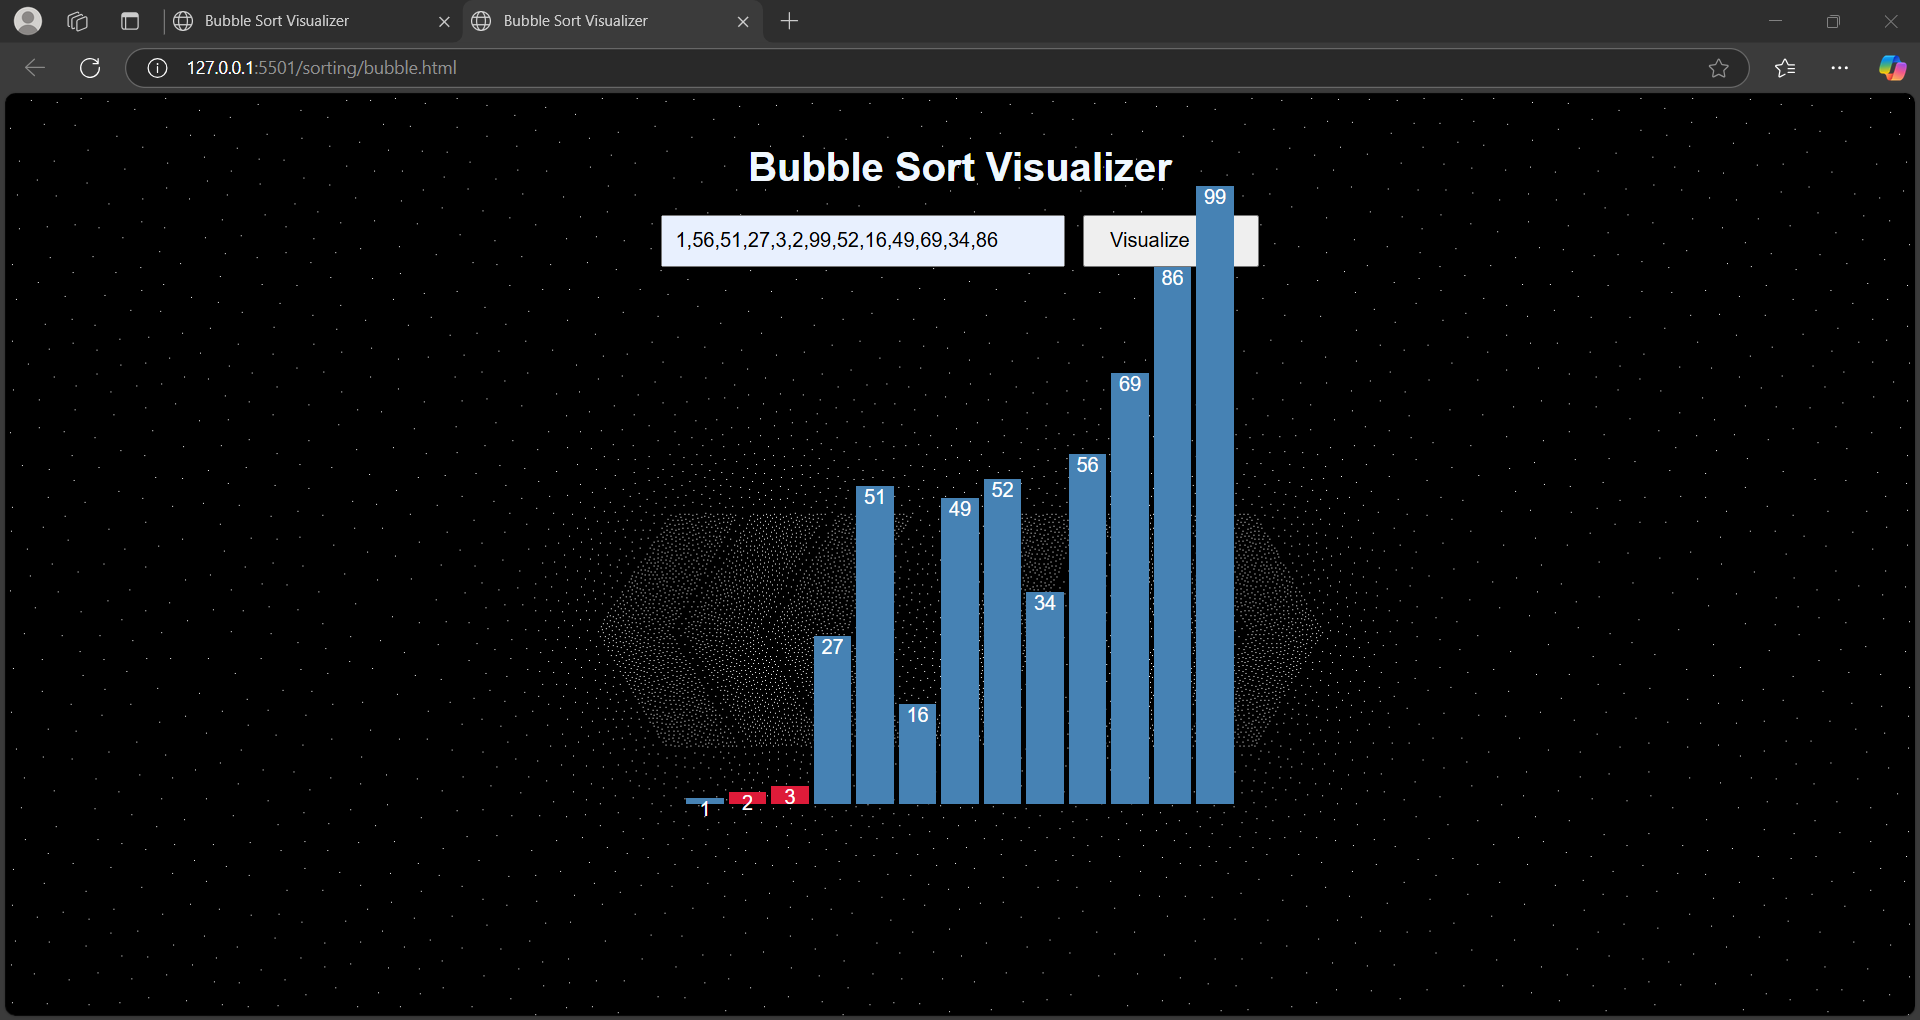 Bubble Sort Visualizer
Bubble Sort Visualizer
127.0.0.1:5501/sorting/bubble.html
Bubble Sort Visualizer
1,56,51,27,3,2,99,52,16,49,69,34,86
Visualize
1
2
3
27
51
16
49
52
34
56
69
86
99